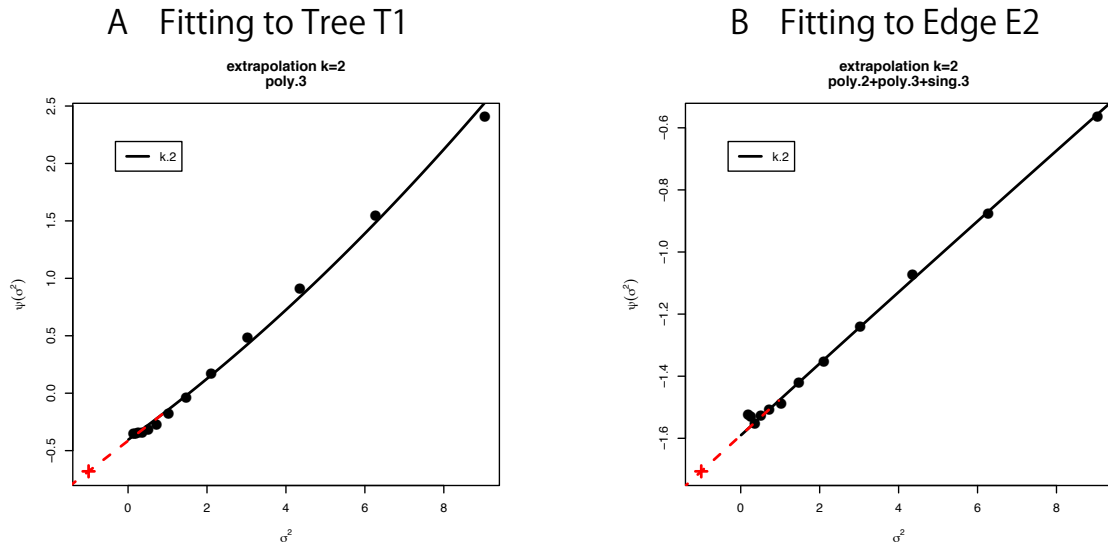 A Fitting to Tree T1
extrapolation k=2
poly.3
k.2
ψ(σ²)
2.5
2.0
1.5
1.0
0.5
0.0
−0.5
0 2 4 6 8
σ²
B Fitting to Edge E2
extrapolation k=2
poly.2+poly.3+sing.3
k.2
ψ(σ²)
−0.6
−0.8
−1.0
−1.2
−1.4
−1.6
0 2 4 6 8
σ²